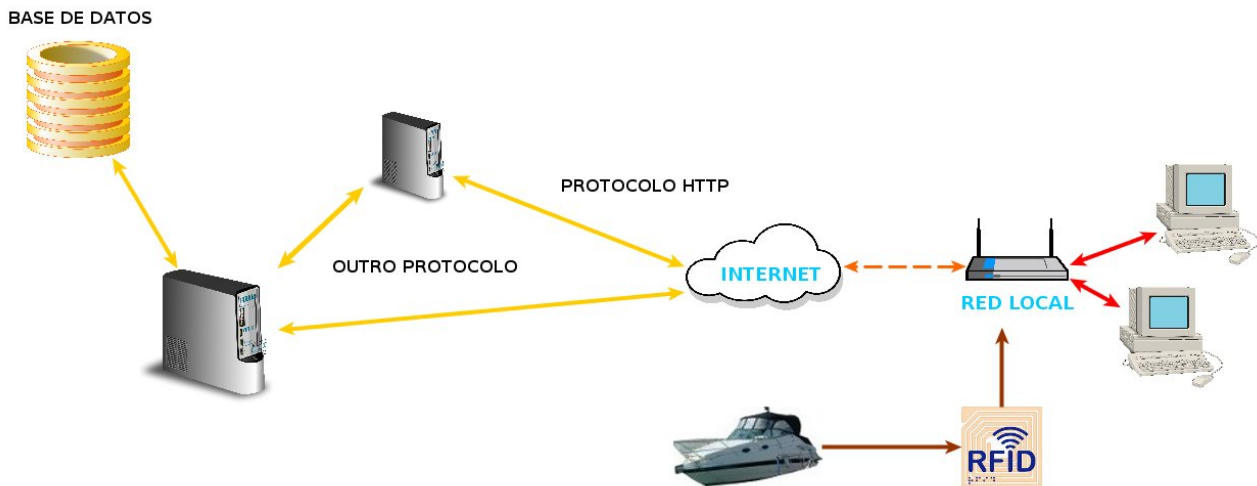 BASE DE DATOS
PROTOCOLO HTTP
OUTRO PROTOCOLO
INTERNET
RED LOCAL
RFID